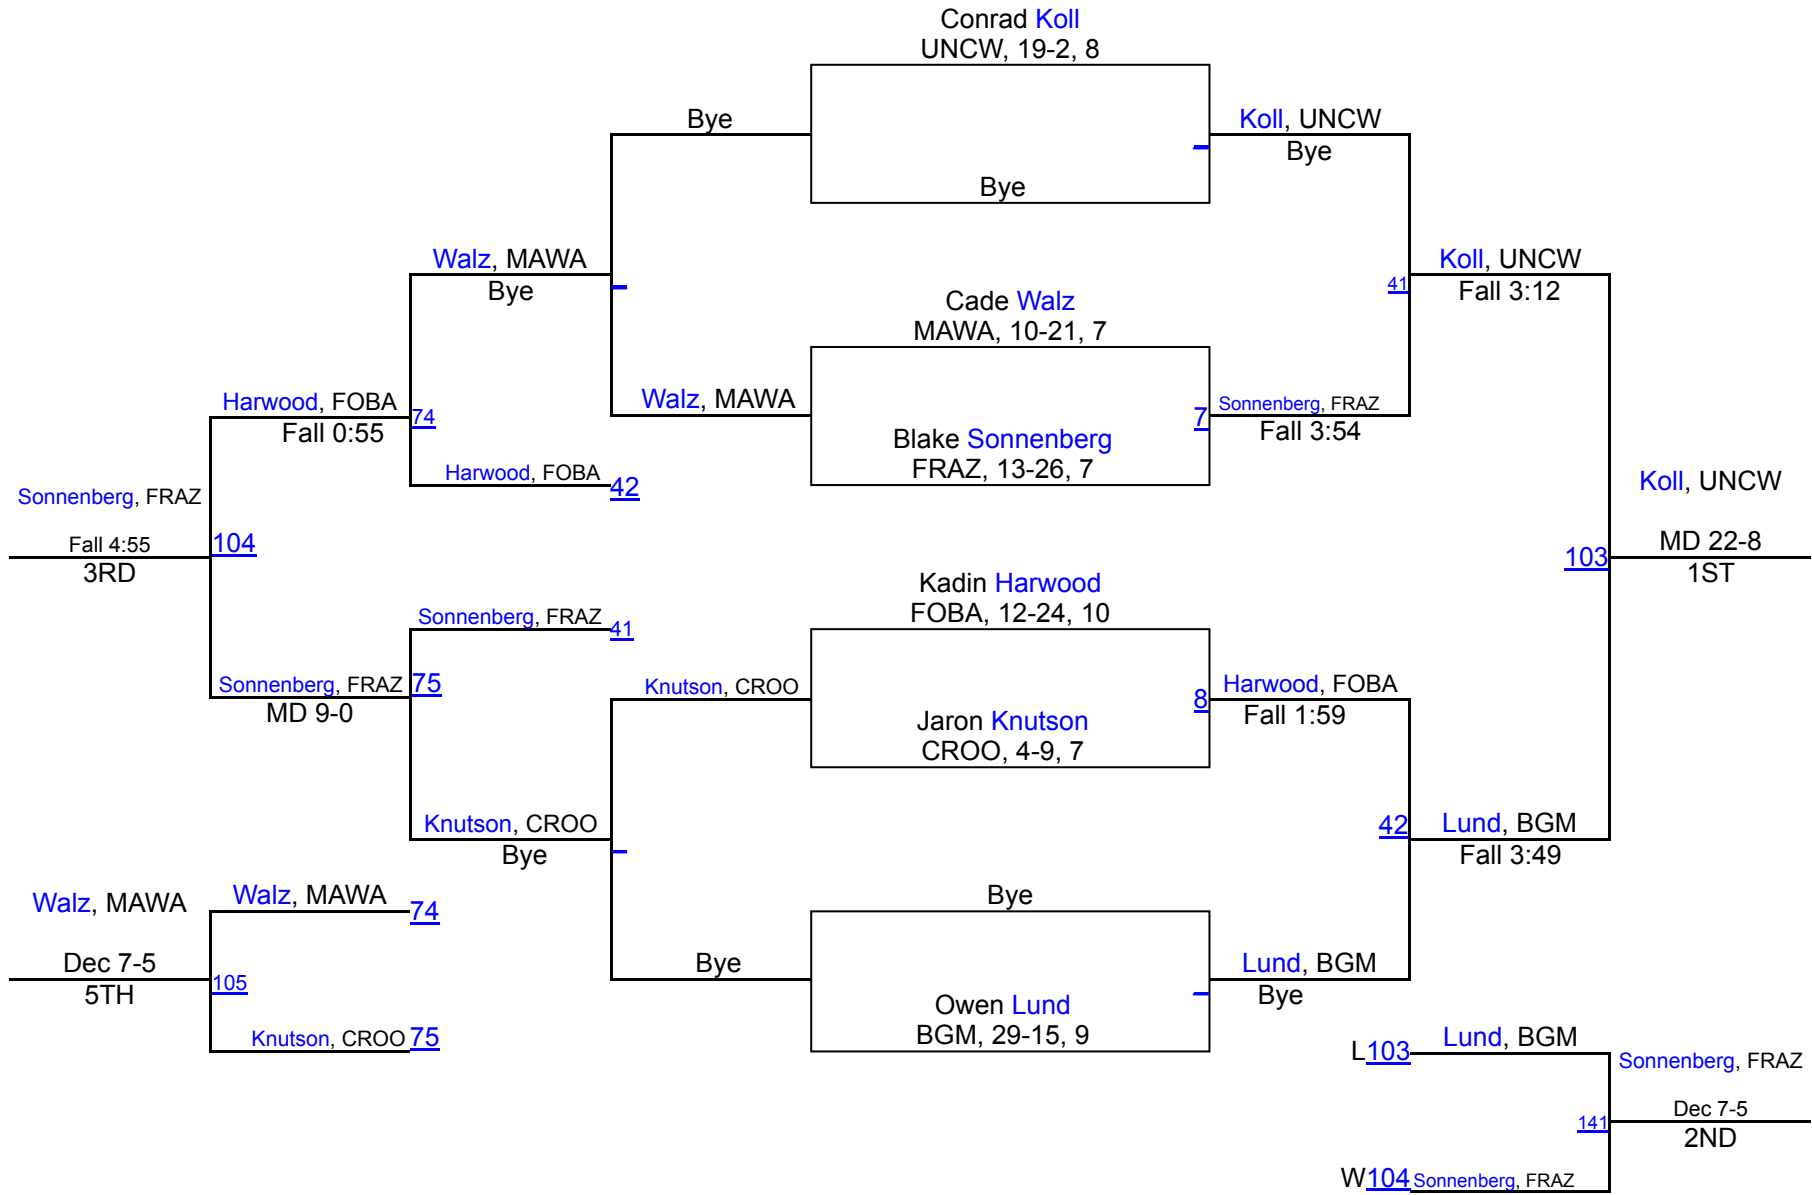 Conrad Koll
UNCW, 19-2, 8
Bye
Koll, UNCW
Bye
Bye
Walz, MAWA
Bye
Koll, UNCW
41
Fall 3:12
Cade Walz
MAWA, 10-21, 7
Harwood, FOBA
74
Fall 0:55
Walz, MAWA
7
Sonnenberg, FRAZ
Fall 3:54
Blake Sonnenberg
FRAZ, 13-26, 7
Harwood, FOBA
42
Sonnenberg, FRAZ
Koll, UNCW
Fall 4:55
104
3RD
103
MD 22-8
1ST
Kadin Harwood
FOBA, 12-24, 10
Sonnenberg, FRAZ
41
Sonnenberg, FRAZ
75
MD 9-0
Knutson, CROO
8
Harwood, FOBA
Fall 1:59
Jaron Knutson
CROO, 4-9, 7
Knutson, CROO
Bye
42
Lund, BGM
Fall 3:49
Walz, MAWA
Walz, MAWA
74
Bye
Dec 7-5
105
5TH
Bye
Lund, BGM
Bye
Owen Lund
BGM, 29-15, 9
Knutson, CROO
75
L103
Lund, BGM
Sonnenberg, FRAZ
141
Dec 7-5
2ND
W104
Sonnenberg, FRAZ